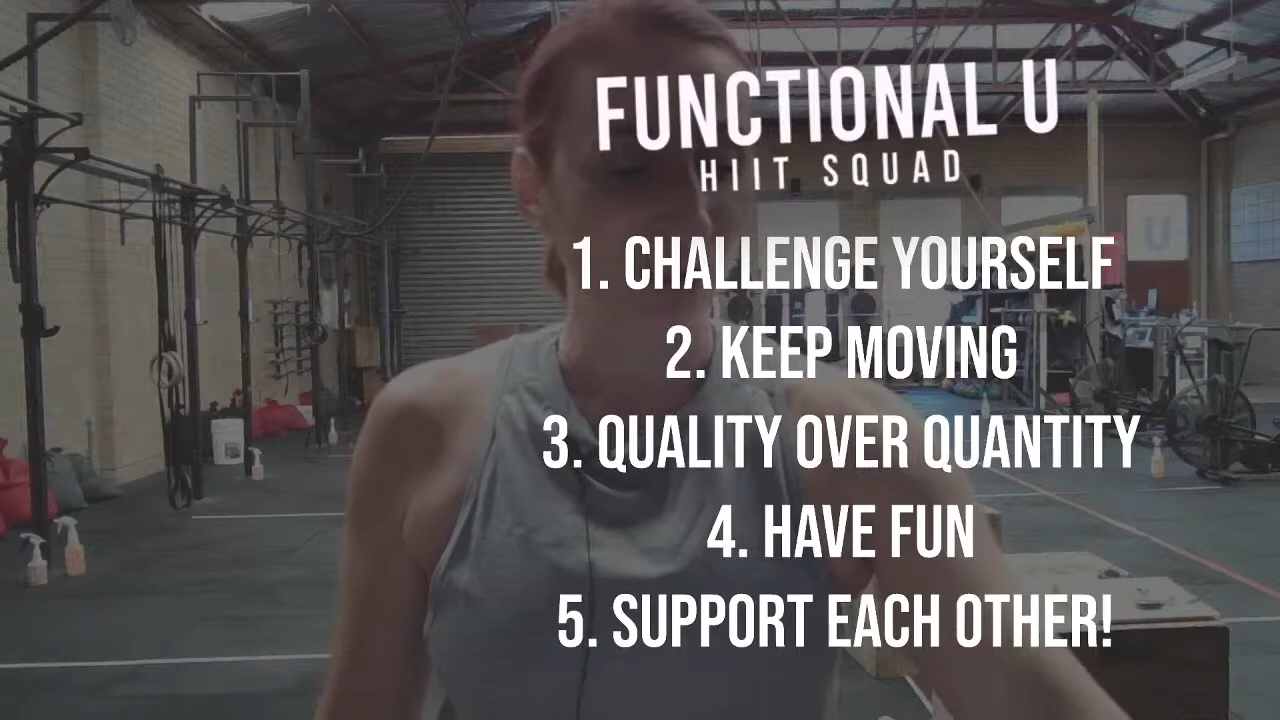 FUNCTIONAL U
HIIT SQUAD
1. CHALLENGE YOURSELF
2. KEEP MOVING
3. QUALITY OVER QUANTITY
4. HAVE FUN
5. SUPPORT EACH OTHER!
U